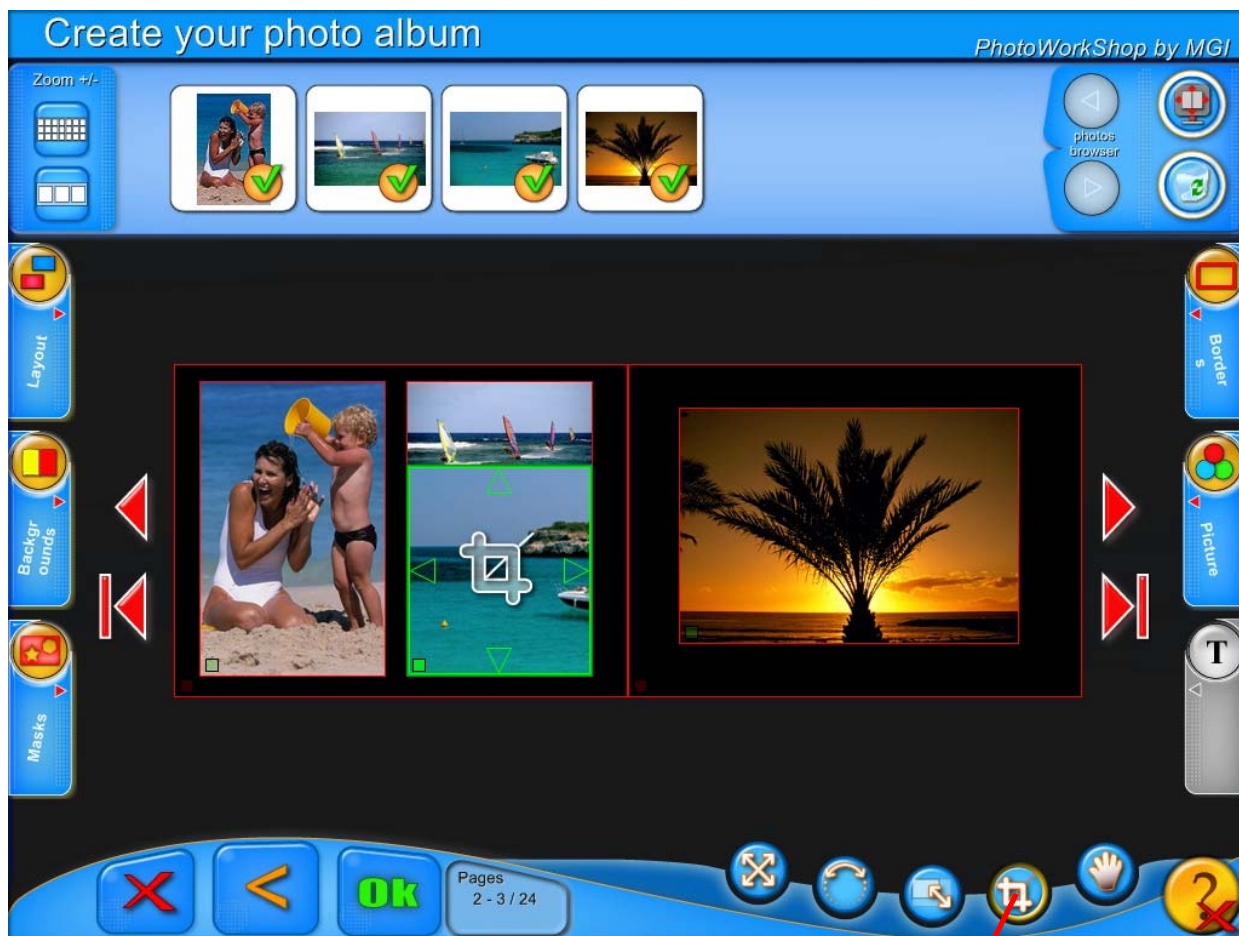 Create your photo album
PhotoWorkShop by MGI
Zoom +/-
photos
browser
Layout
Backgr
ounds
Masks
Border
s
Picture
T
Ok
Pages
2 - 3 / 24
?